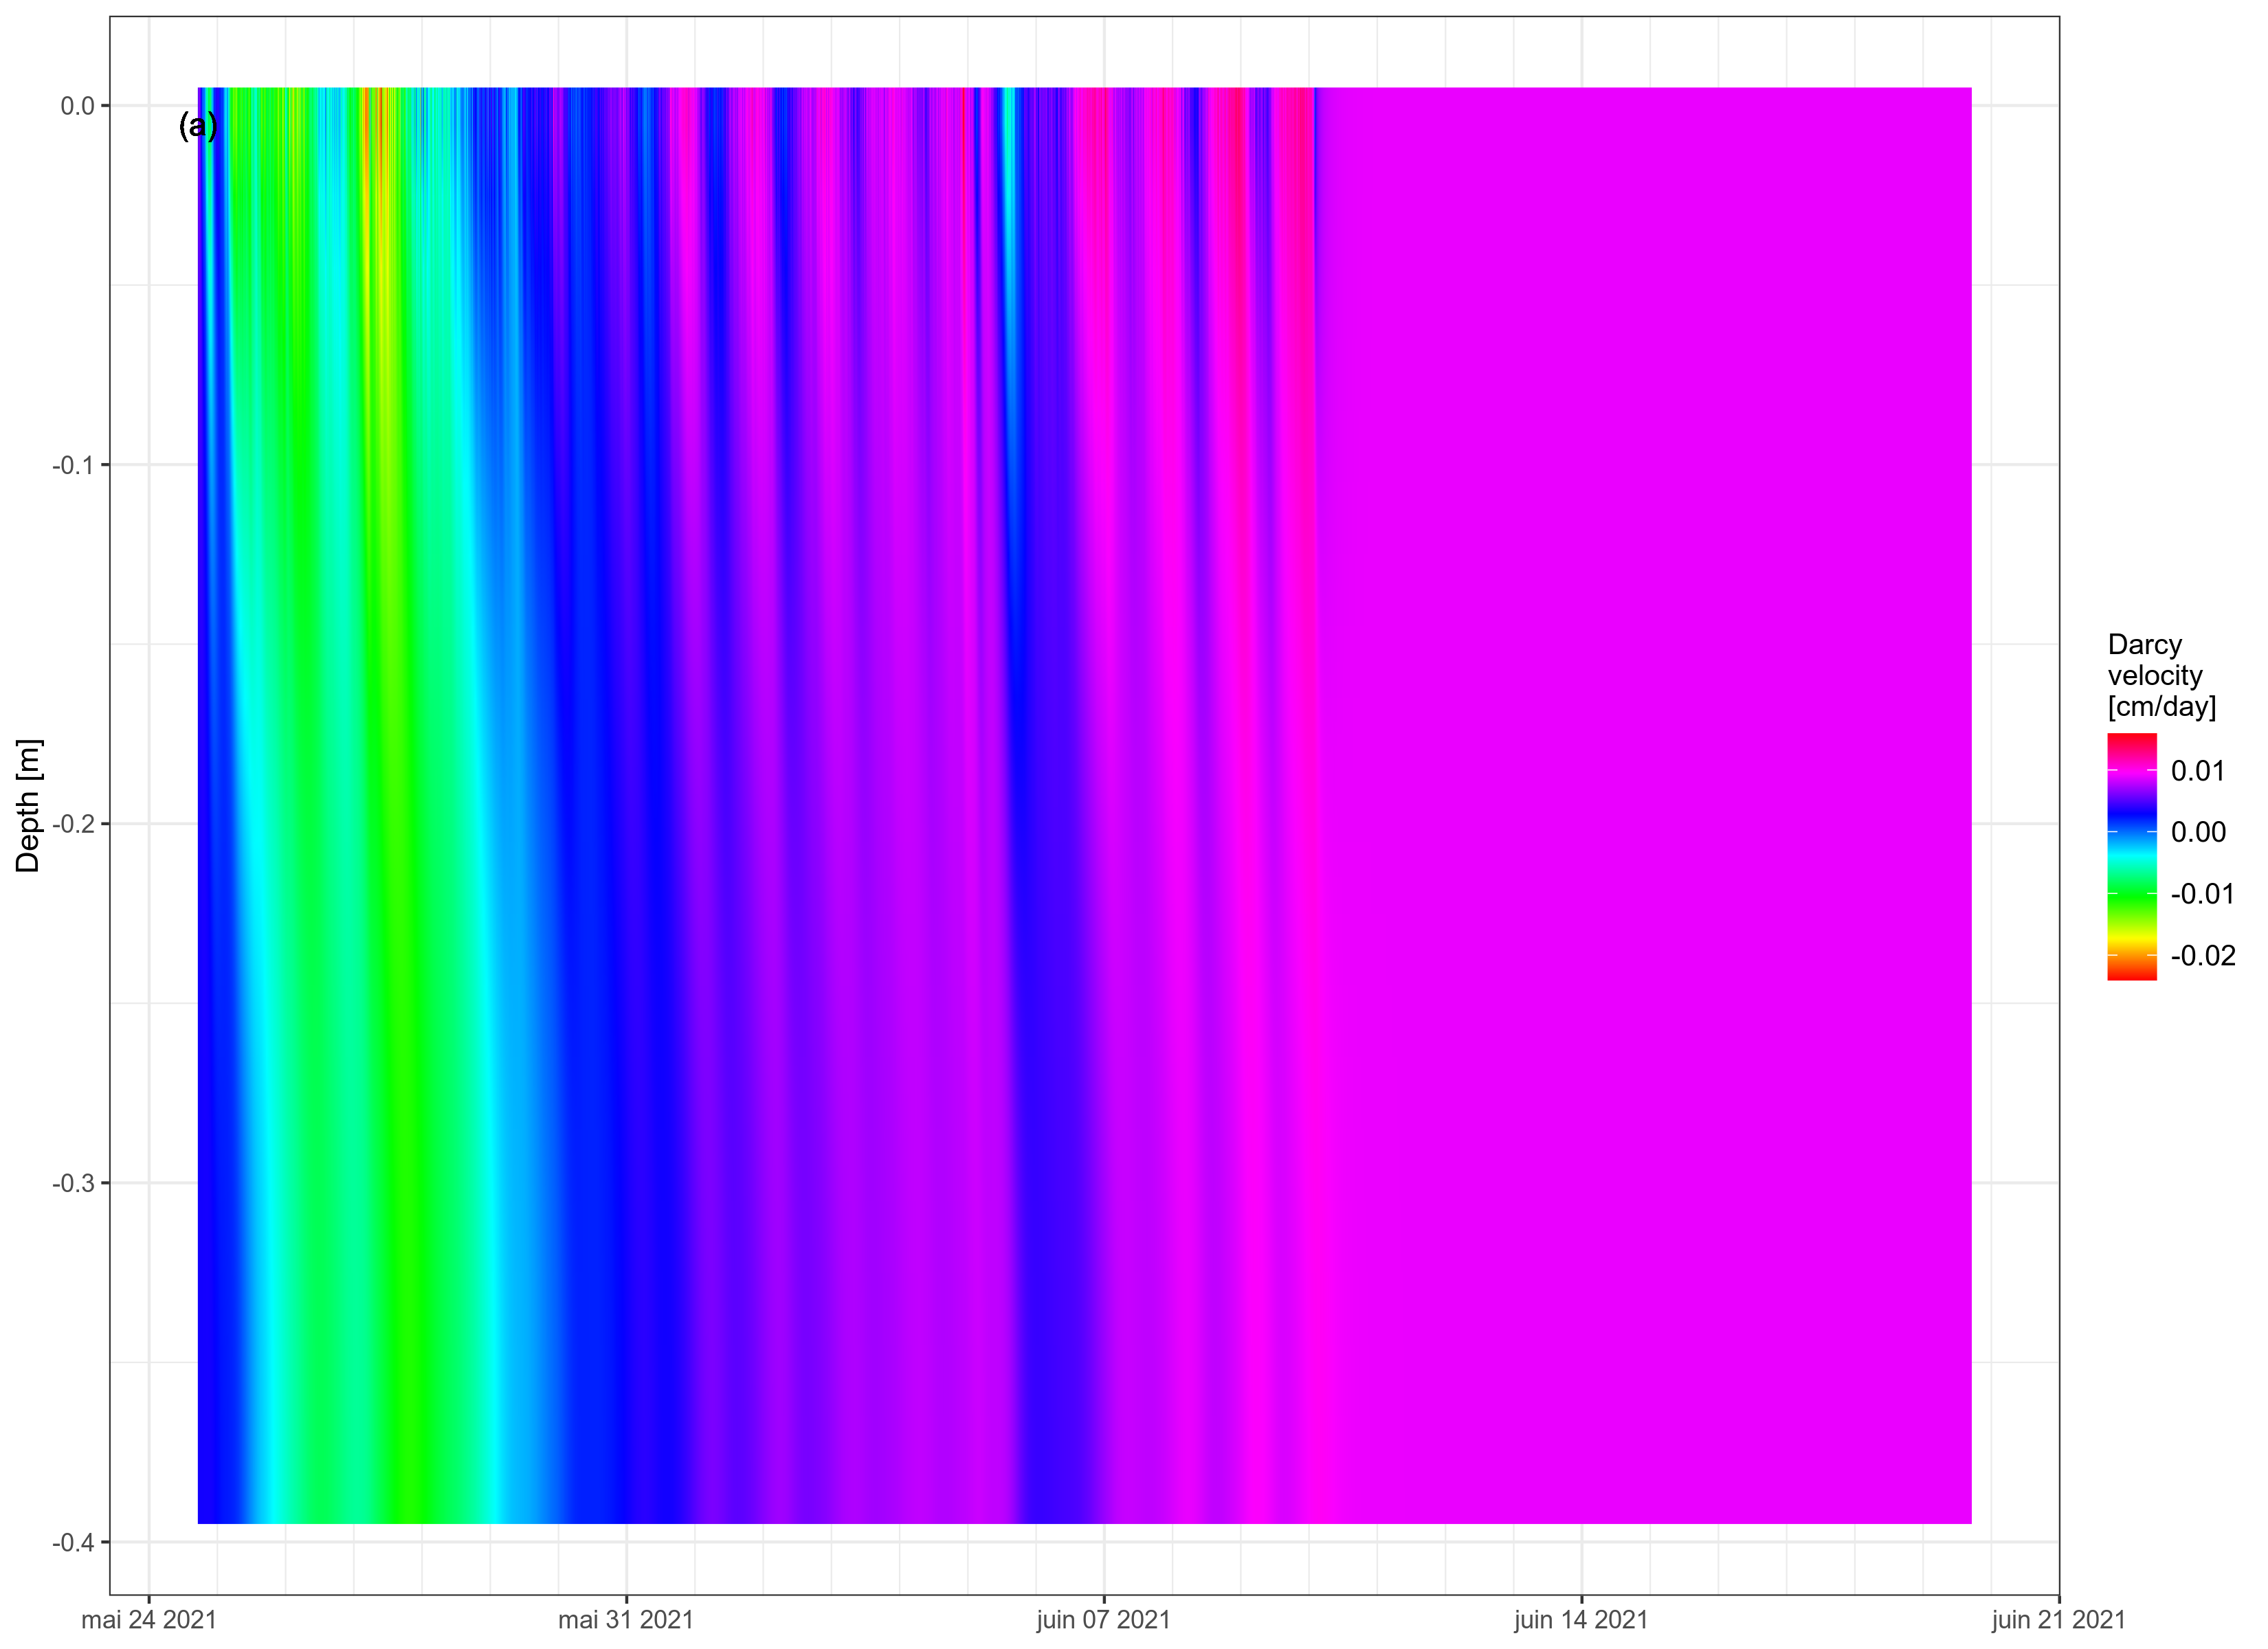 (a)
0.0
-0.1
-0.2
-0.3
-0.4
Depth [m]
mai 24 2021
mai 31 2021
juin 07 2021
juin 14 2021
juin 21 2021
Darcy
velocity
[cm/day]
0.01
0.00
-0.01
-0.02